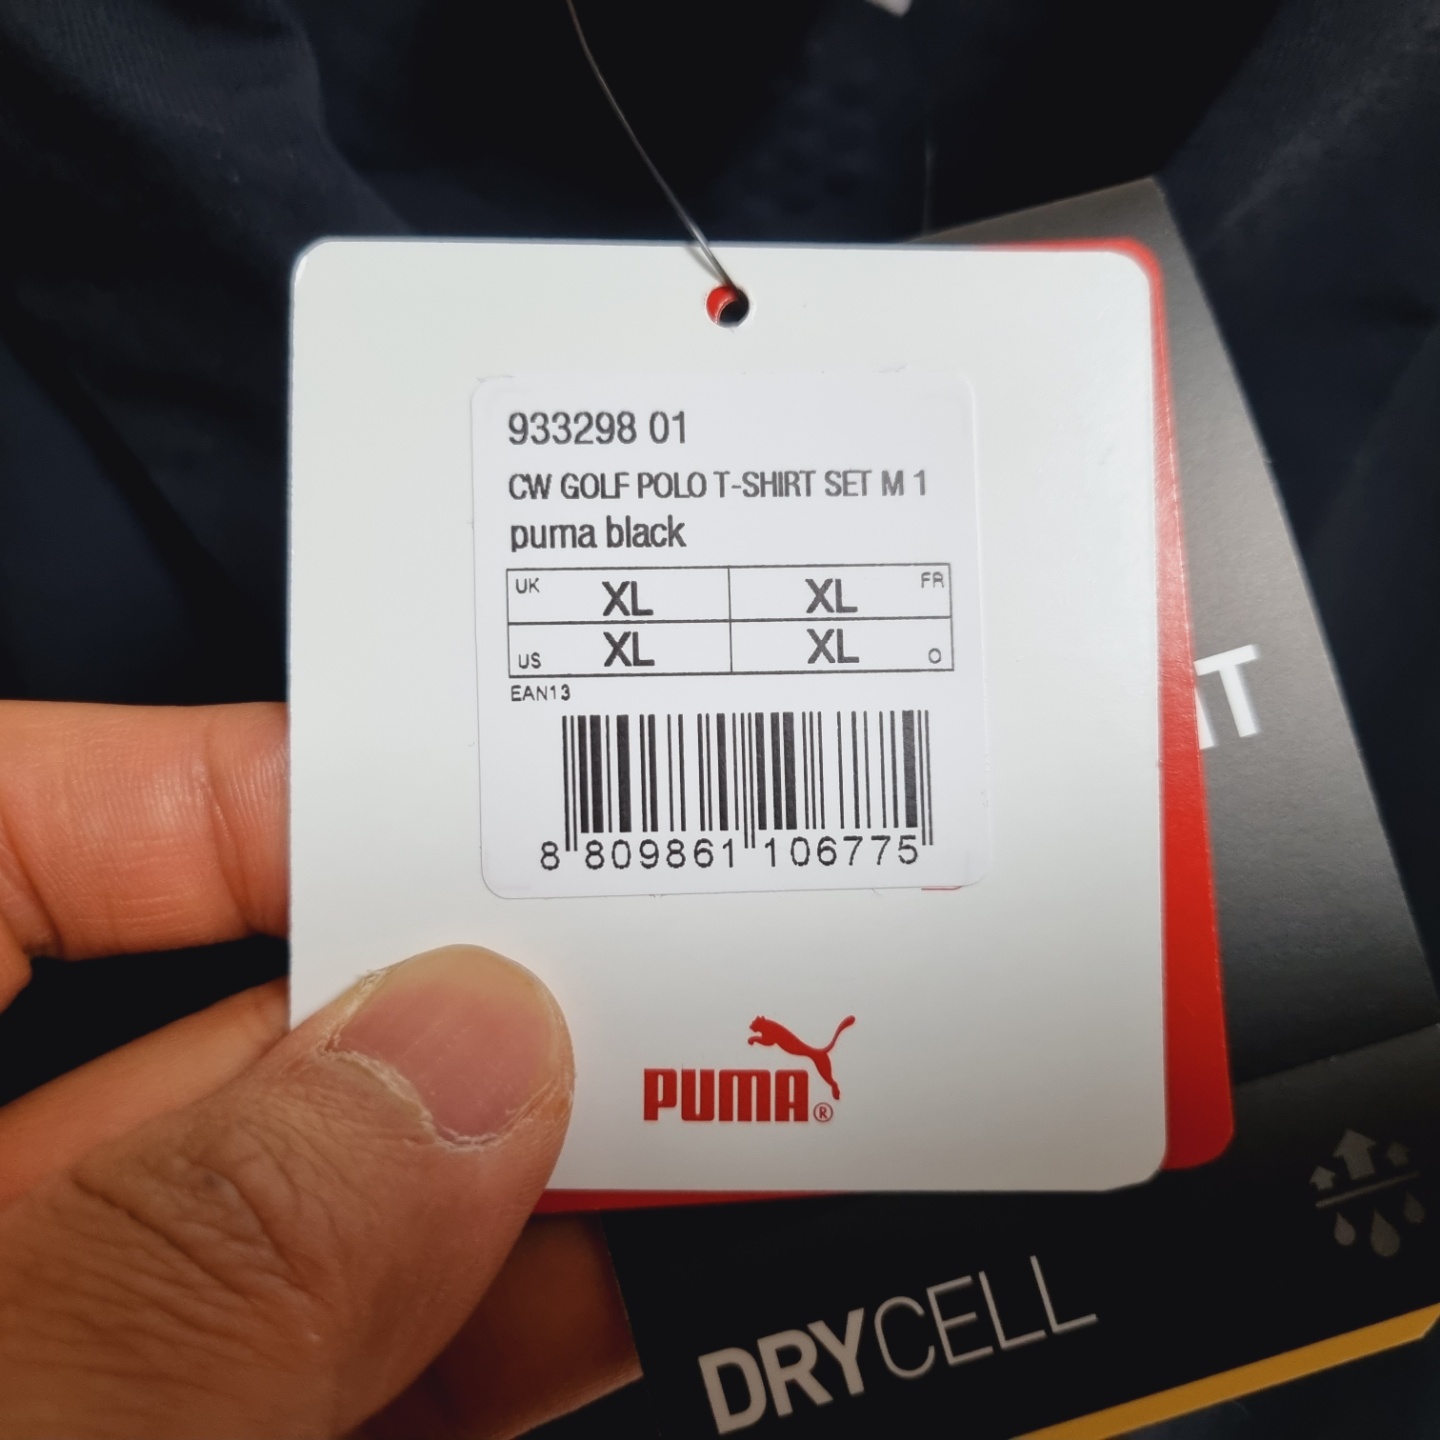 933298 01
CW GOLF POLO T-SHIRT SET M 1
puma black
UK XL XL FR
US XL XL O
EAN13
8 809861 106775
PUMA®
IT
DRYCELL